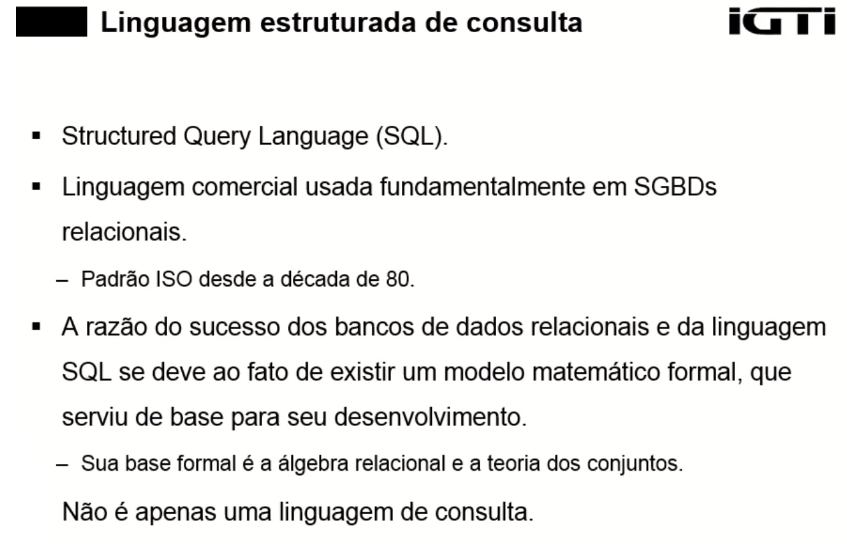 Linguagem estruturada de consulta
iGTi
▪ Structured Query Language (SQL).
▪ Linguagem comercial usada fundamentalmente em SGBDs
relacionais.
– Padrão ISO desde a década de 80.
▪ A razão do sucesso dos bancos de dados relacionais e da linguagem
SQL se deve ao fato de existir um modelo matemático formal, que
serviu de base para seu desenvolvimento.
– Sua base formal é a álgebra relacional e a teoria dos conjuntos.
Não é apenas uma linguagem de consulta.